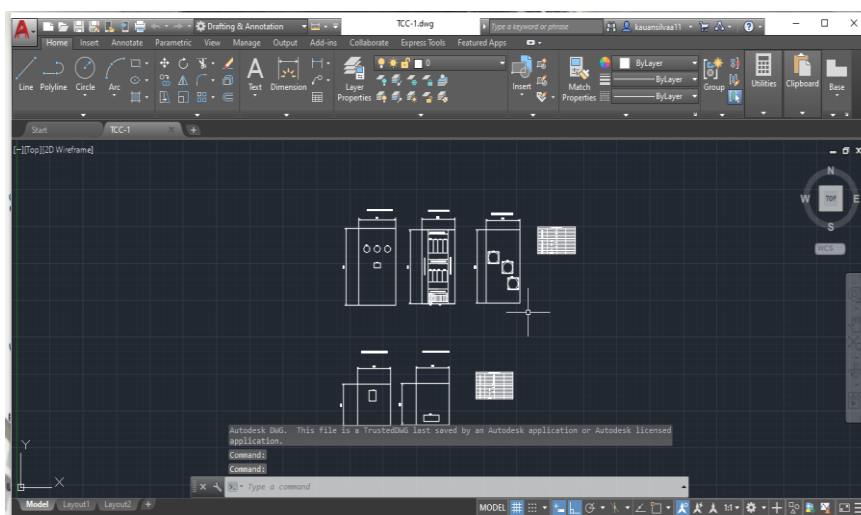 Drafting & Annotation
TCC-1.dwg
Type a keyword or phrase
kauansilvaa11
Home Insert Annotate Parametric View Manage Output Add-ins Collaborate Express Tools Featured Apps
Line Polyline Circle Arc
Text Dimension
Layer Properties
0
Insert
Match Properties
ByLayer
ByLayer
ByLayer
Group
Utilities
Clipboard
Base
Start
TCC-1
[−][Top][2D Wireframe]
N
W TOP E
S
WCS
Autodesk DWG. This file is a TrustedDWG last saved by an Autodesk application or Autodesk licensed
application.
Command:
Command:
Type a command
Y
X
Model Layout1 Layout2 +
MODEL
1:1